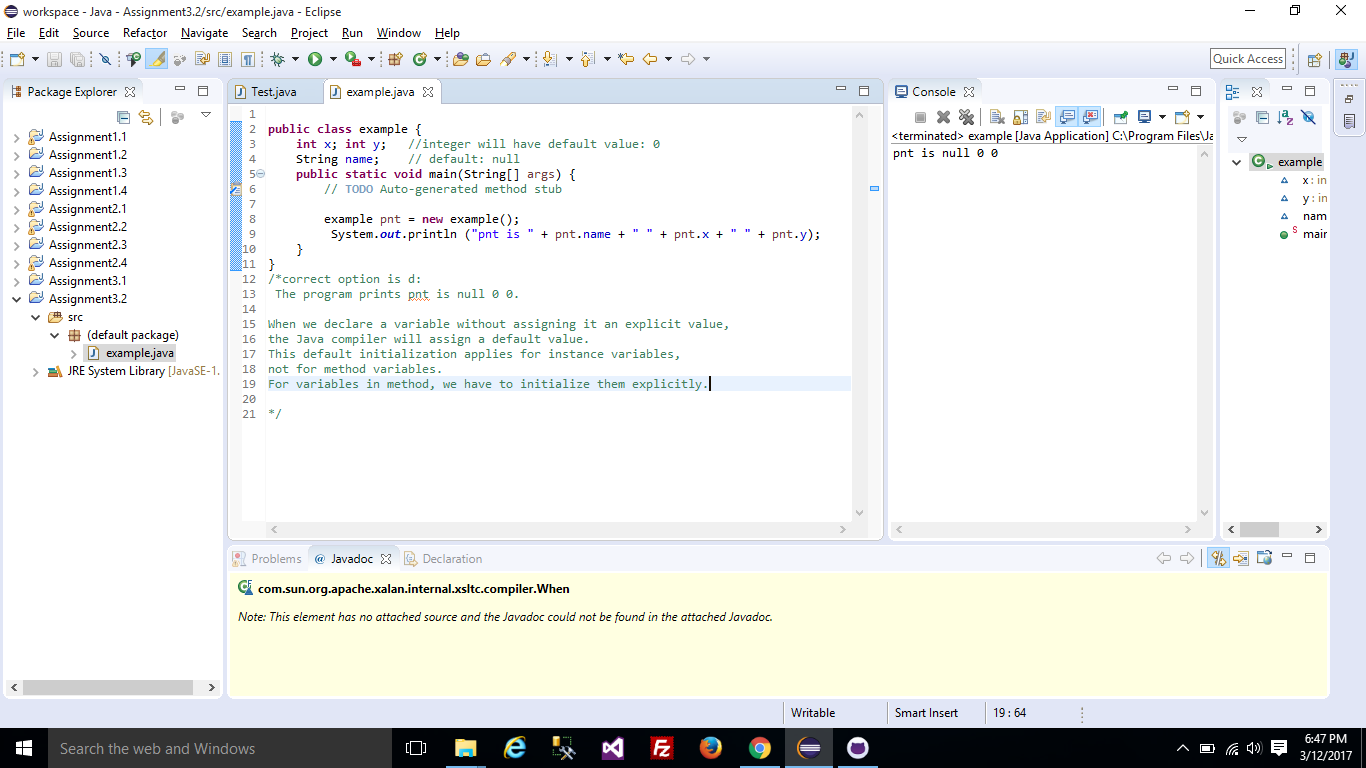 workspace - Java - Assignment3.2/src/example.java - Eclipse
File Edit Source Refactor Navigate Search Project Run Window Help
Quick Access
Package Explorer
Assignment1.1
Assignment1.2
Assignment1.3
Assignment1.4
Assignment2.1
Assignment2.2
Assignment2.3
Assignment2.4
Assignment3.1
Assignment3.2
src
(default package)
example.java
JRE System Library [JavaSE-1.
Test.java example.java
1
2 public class example {
3 int x; int y; //integer will have default value: 0
4 String name; // default: null
5 public static void main(String[] args) {
6 // TODO Auto-generated method stub
7
8 example pnt = new example();
9 System.out.println ("pnt is " + pnt.name + " " + pnt.x + " " + pnt.y);
10 }
11 }
12 /*correct option is d:
13 The program prints pnt is null 0 0.
14
15 When we declare a variable without assigning it an explicit value,
16 the Java compiler will assign a default value.
17 This default initialization applies for instance variables,
18 not for method variables.
19 For variables in method, we have to initialize them explicitly.
20
21 */
Console
<terminated> example [Java Application] C:\Program Files\Ja
pnt is null 0 0
example
x : in
y : in
nam
S mair
Problems @ Javadoc Declaration
com.sun.org.apache.xalan.internal.xsltc.compiler.When
Note: This element has no attached source and the Javadoc could not be found in the attached Javadoc.
Writable Smart Insert 19 : 64
Search the web and Windows
6:47 PM
3/12/2017